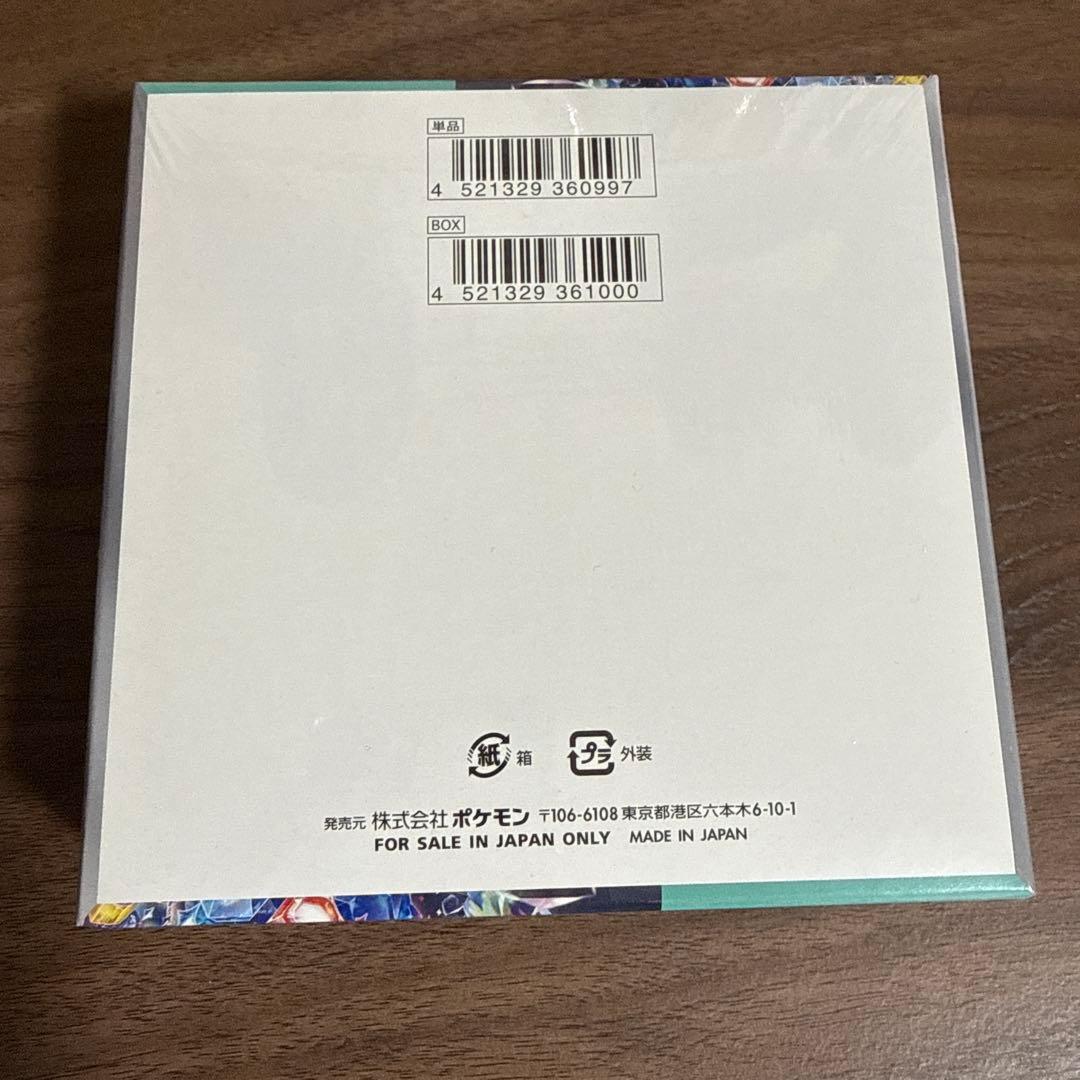 単品
4 521329 360997
BOX
4 521329 361000
紙 箱 プラ 外装
発売元 株式会社 ポケモン 〒106-6108 東京都港区六本木6-10-1
FOR SALE IN JAPAN ONLY MADE IN JAPAN